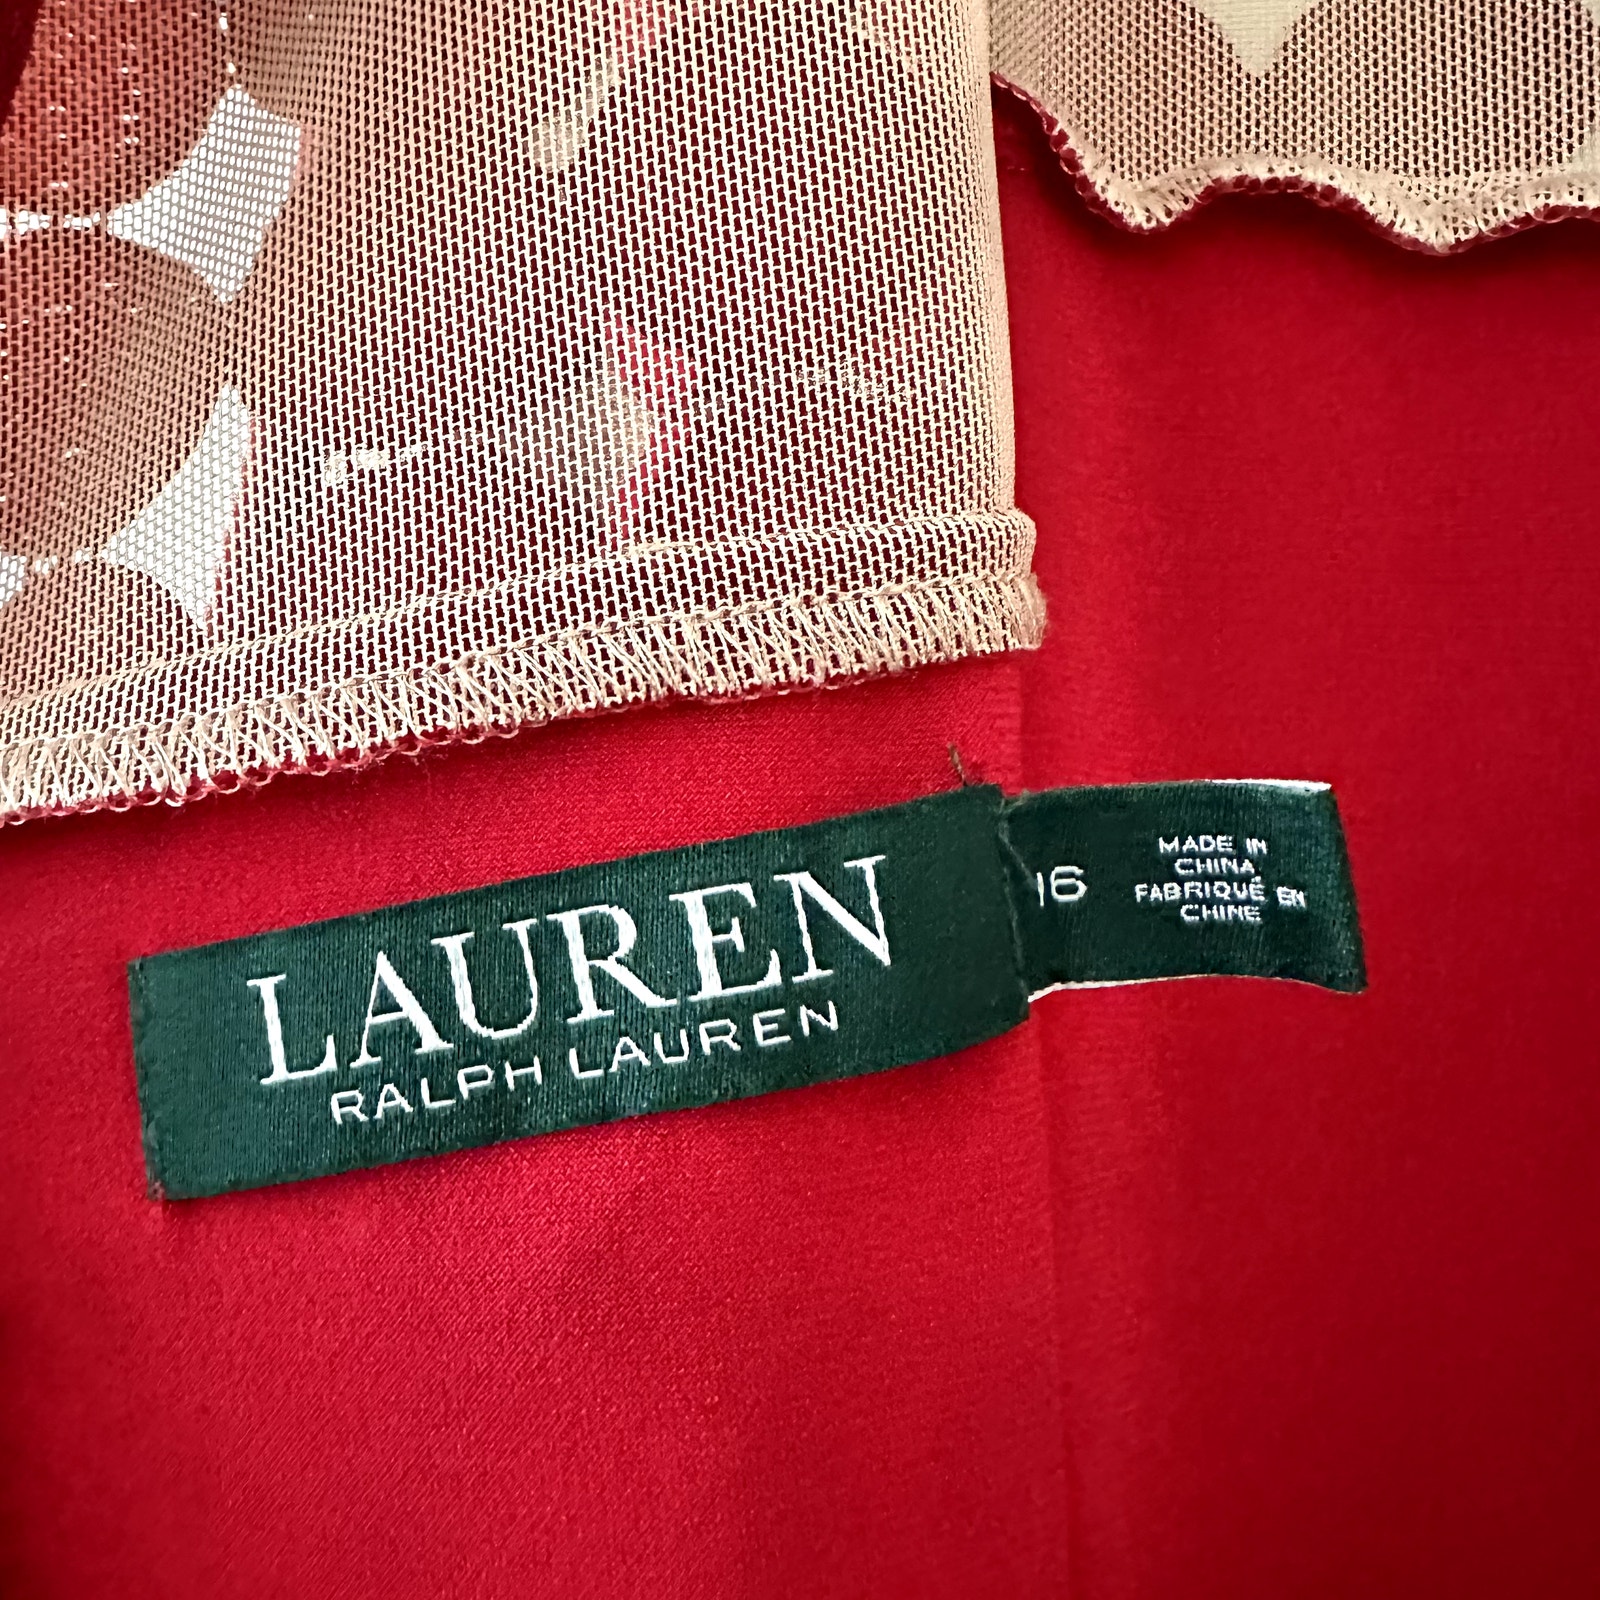 LAUREN
RALPH LAUREN
16
MADE IN
CHINA
FABRIQUÉ EN
CHINE